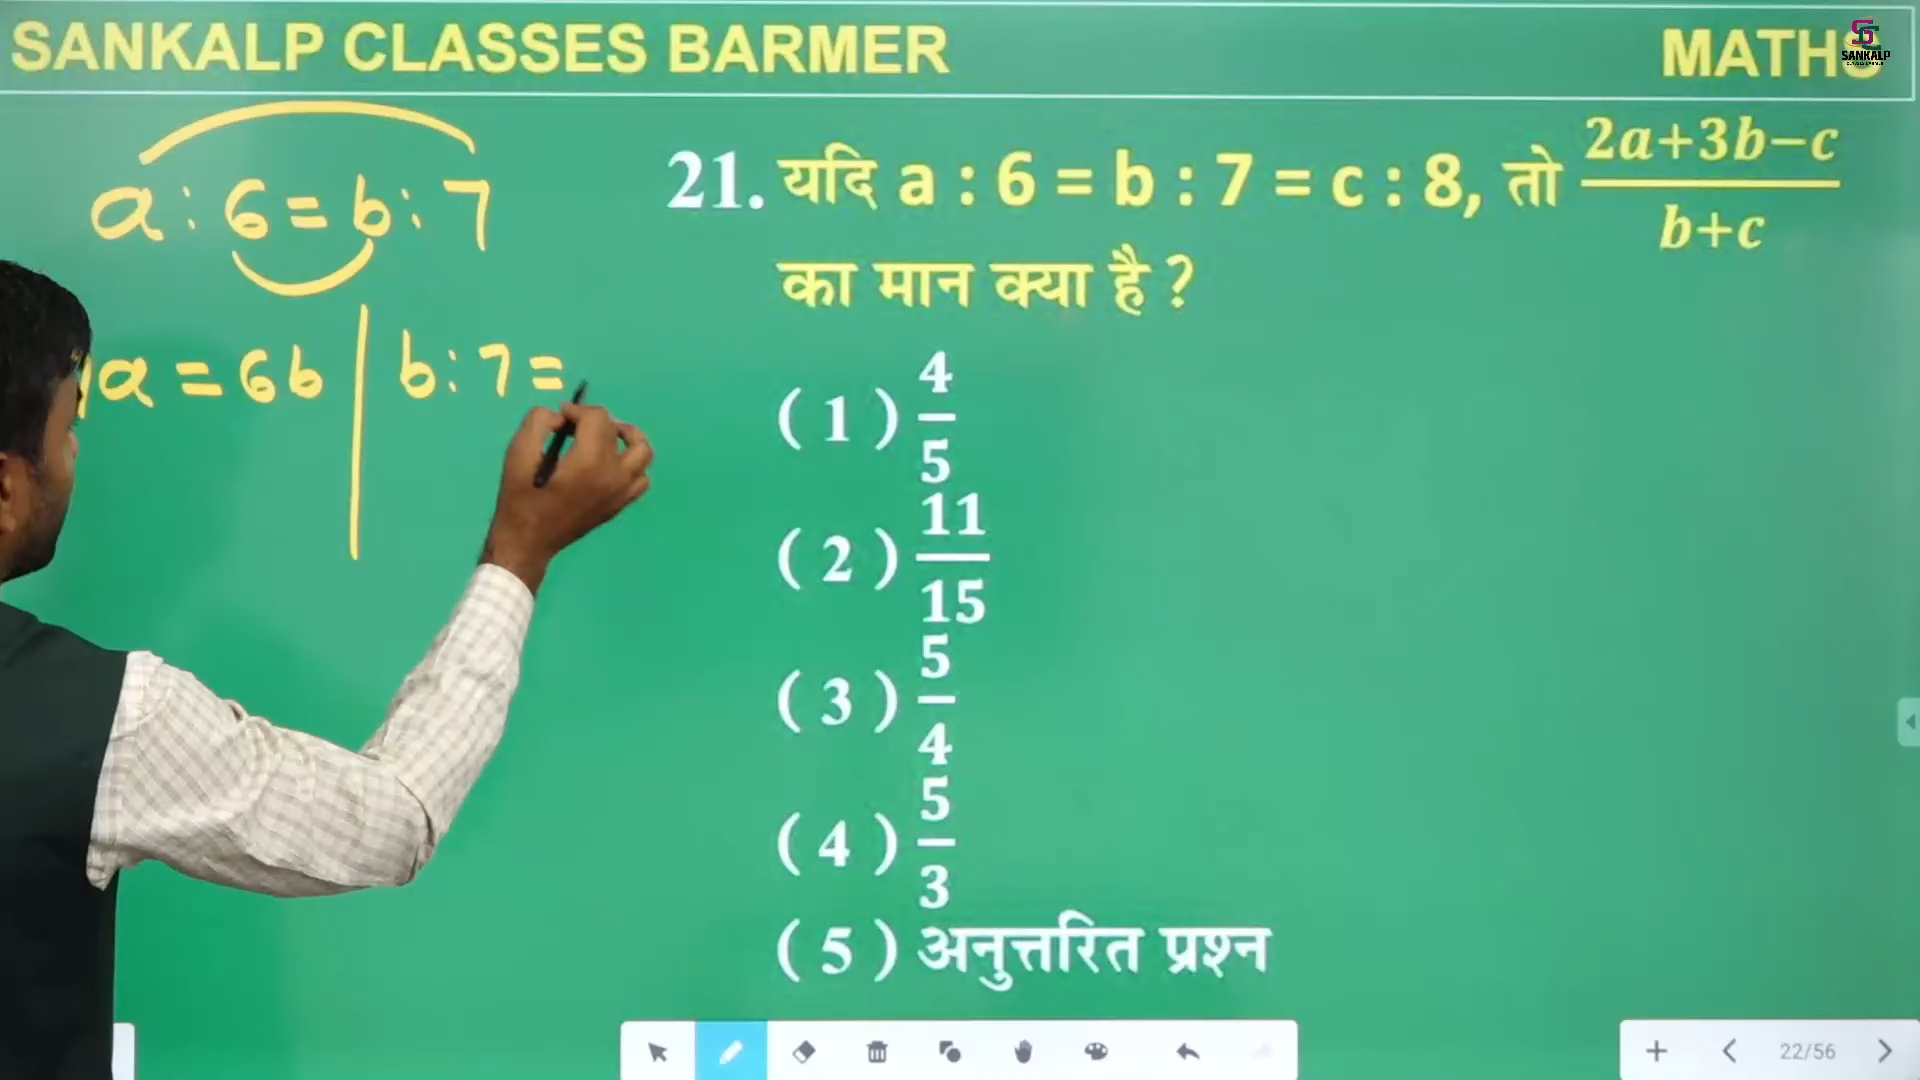 SANKALP CLASSES BARMER
MATHS
SANKALP
a : 6 = b : 7
a = 6b
b : 7 =
21. यदि a : 6 = b : 7 = c : 8, तो 2a+3b−c
b+c
का मान क्या है ?
( 1 ) 4
5
( 2 ) 11
15
( 3 ) 5
4
( 4 ) 5
3
( 5 ) अनुत्तरित प्रश्न
22/56